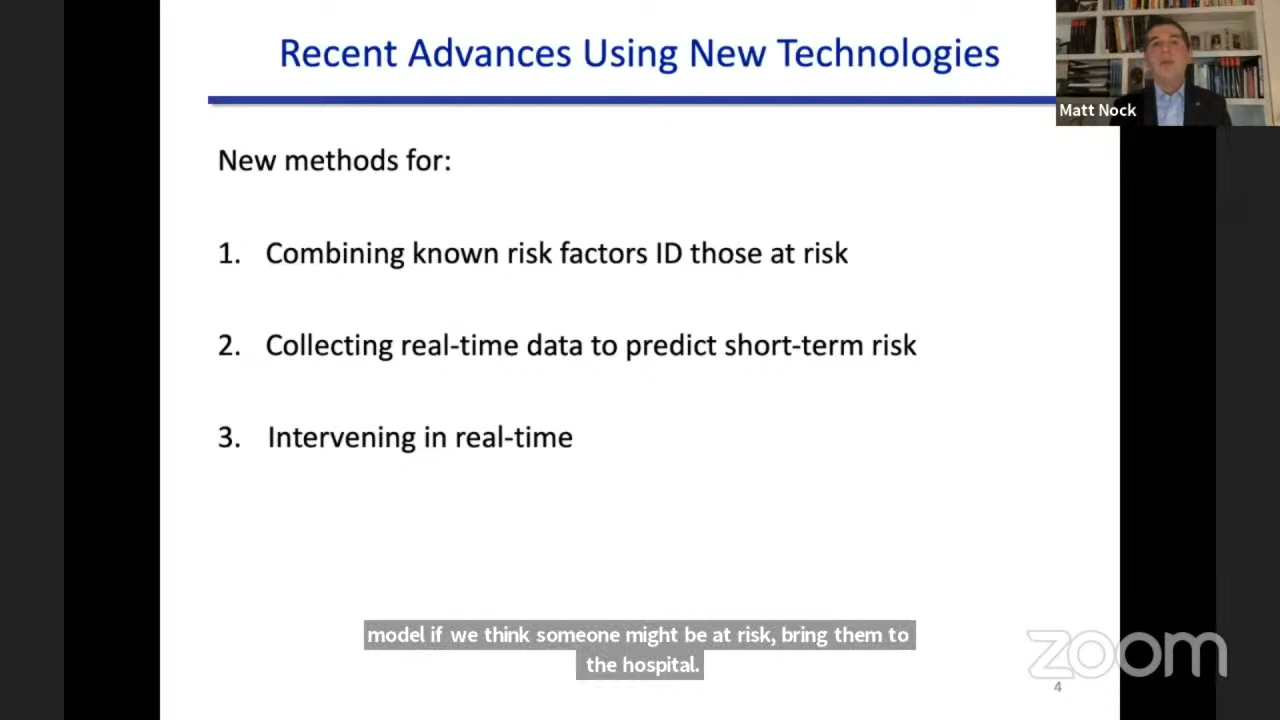 Recent Advances Using New Technologies
Matt Nock
New methods for:
1. Combining known risk factors ID those at risk
2. Collecting real-time data to predict short-term risk
3. Intervening in real-time
model if we think someone might be at risk, bring them to
the hospital.
zoom
4